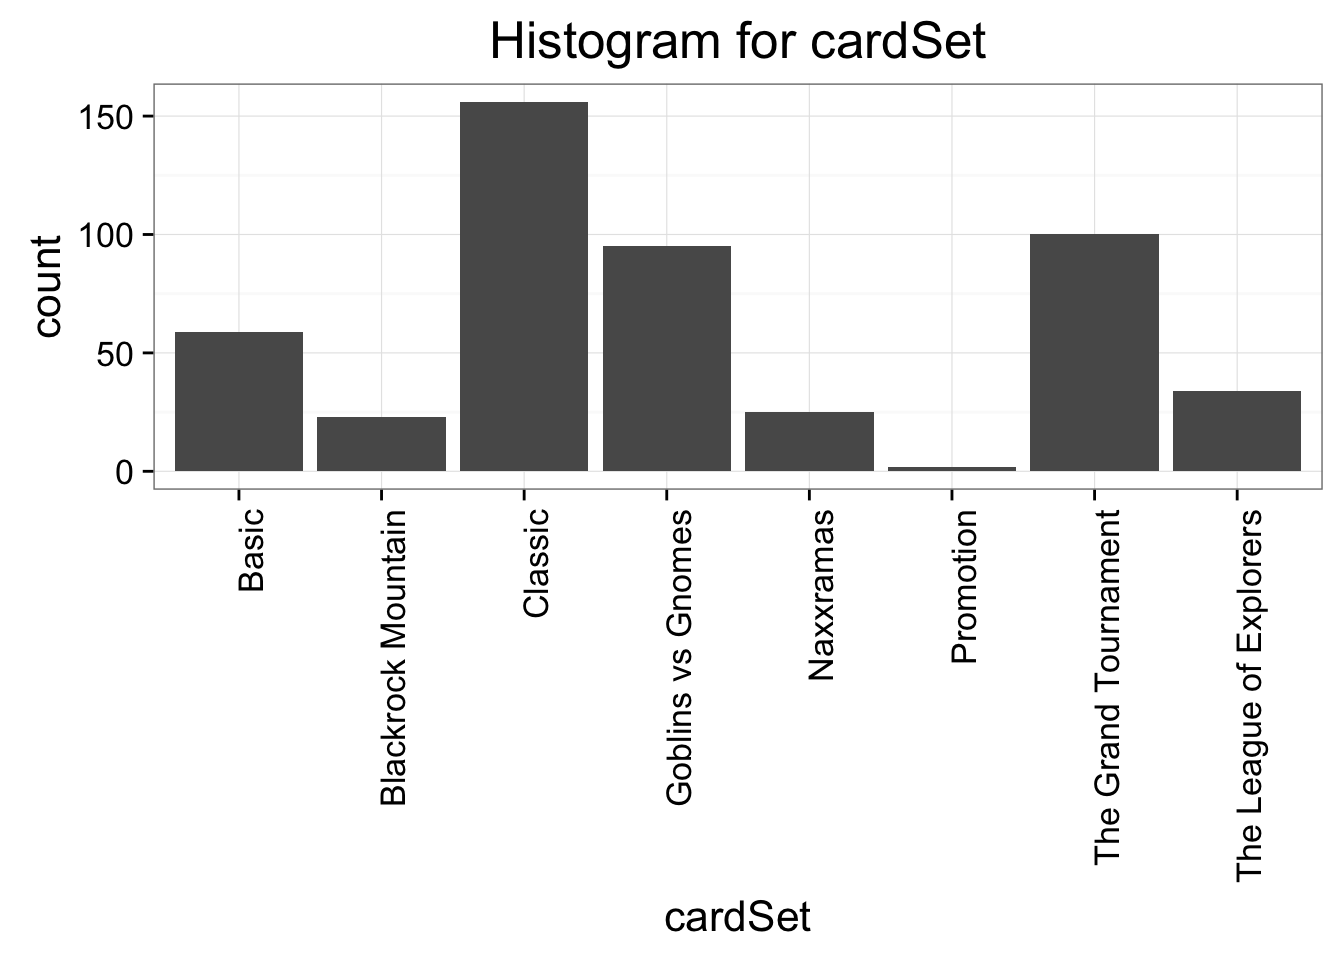 Histogram for cardSet
count
150
100
50
0
Basic
Blackrock Mountain
Classic
Goblins vs Gnomes
Naxxramas
Promotion
The Grand Tournament
The League of Explorers
cardSet